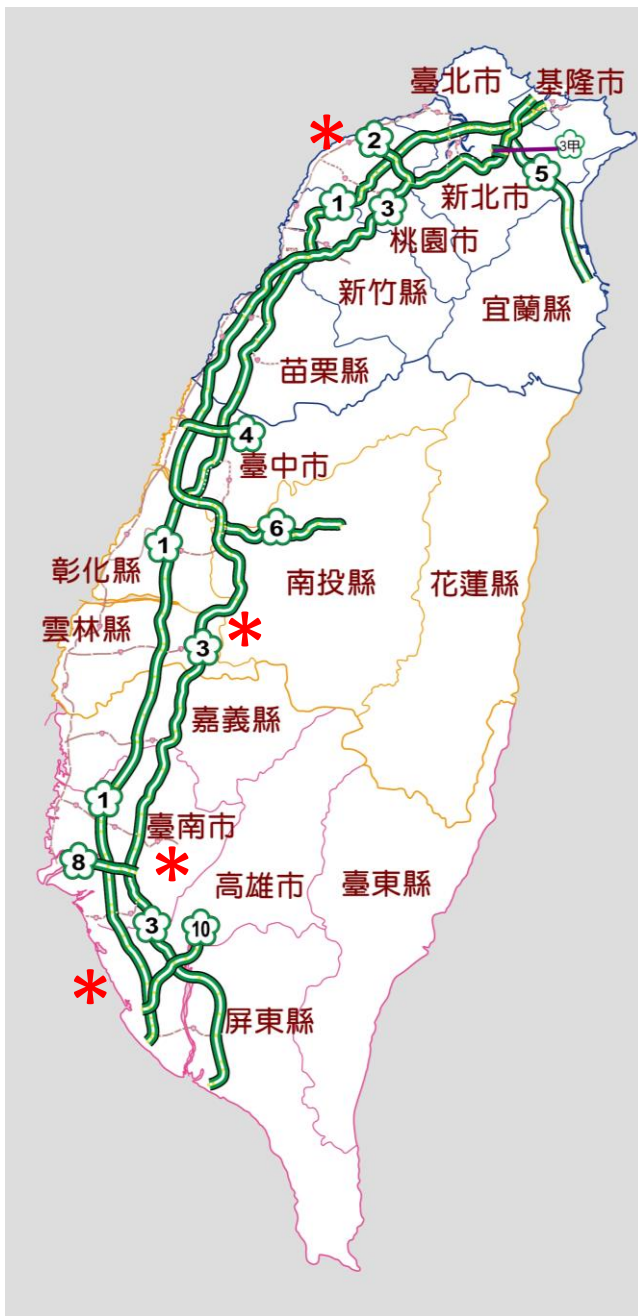 臺北市 基隆市
2
3甲
5
1
3
新北市
桃園市
新竹縣
宜蘭縣
苗栗縣
4
臺中市
6
1
彰化縣
南投縣
花蓮縣
雲林縣
3
嘉義縣
1
臺南市
8
高雄市
臺東縣
3
10
屏東縣